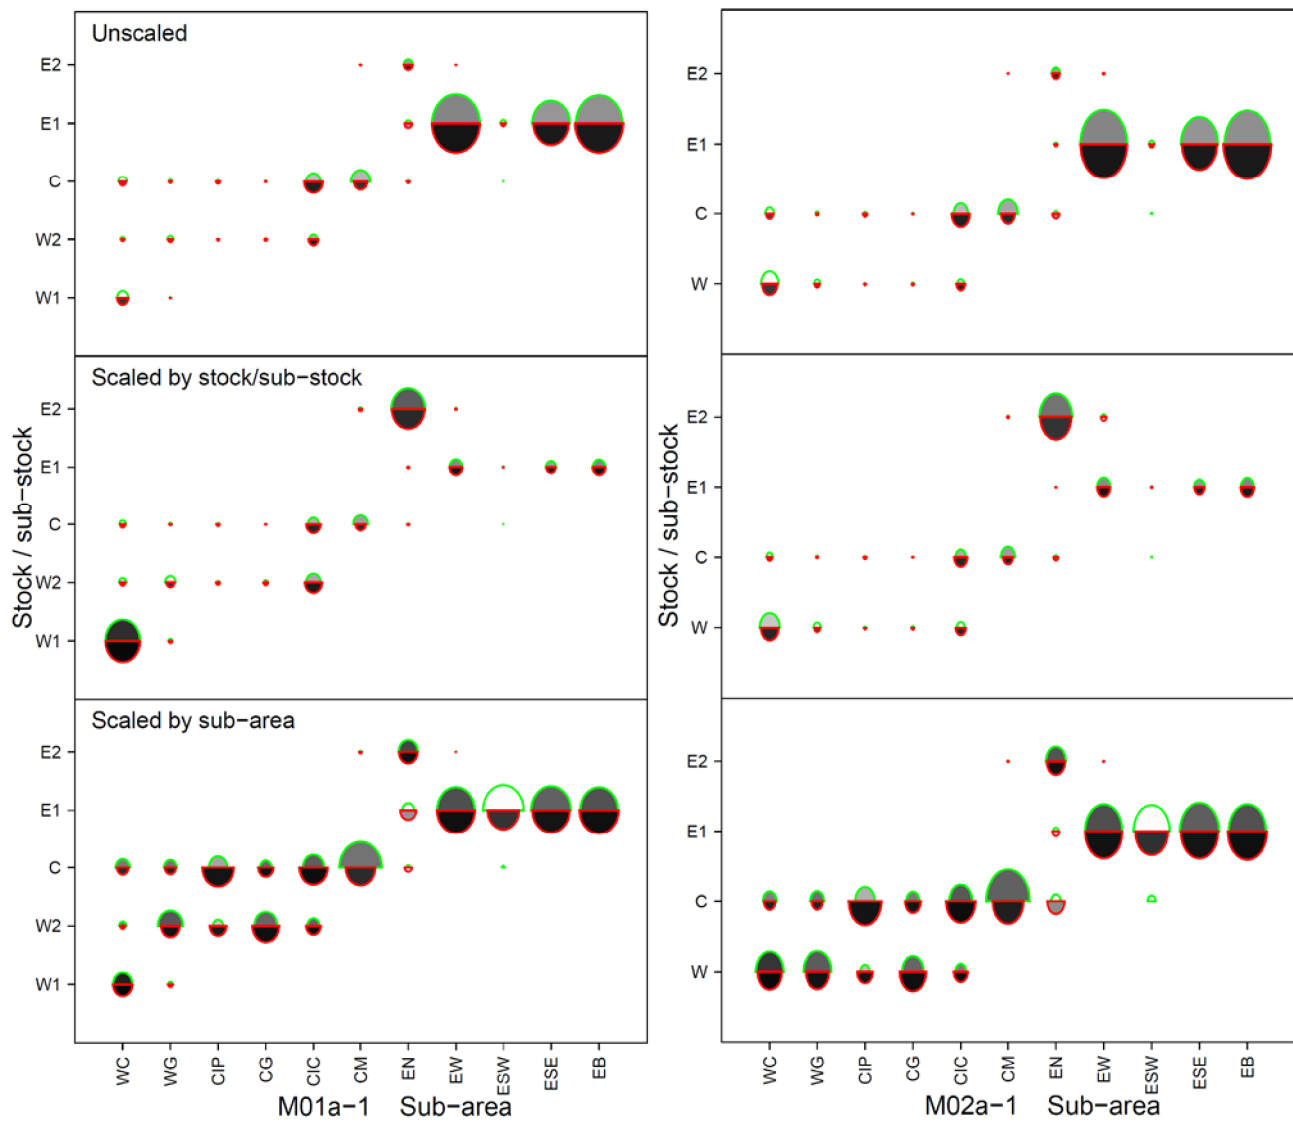 Unscaled
E2
E1
C
W2
W1
Scaled by stock/sub−stock
E2
E1
C
W2
W1
Scaled by sub−area
E2
E1
C
W2
W1
Stock / sub−stock
WC
WG
CIP
CG
CIC
CM
EN
EW
ESW
ESE
EB
M01a−1 Sub−area
E2
E1
C
W
E2
E1
C
W
E2
E1
C
W
Stock / sub−stock
WC
WG
CIP
CG
CIC
CM
EN
EW
ESW
ESE
EB
M02a−1 Sub−area